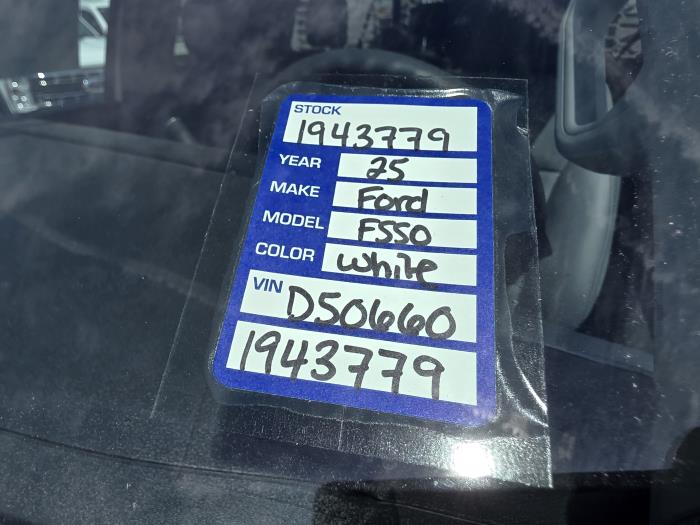 STOCK
1943779
YEAR 25
MAKE Ford
MODEL F550
COLOR White
VIN D50660
1943779